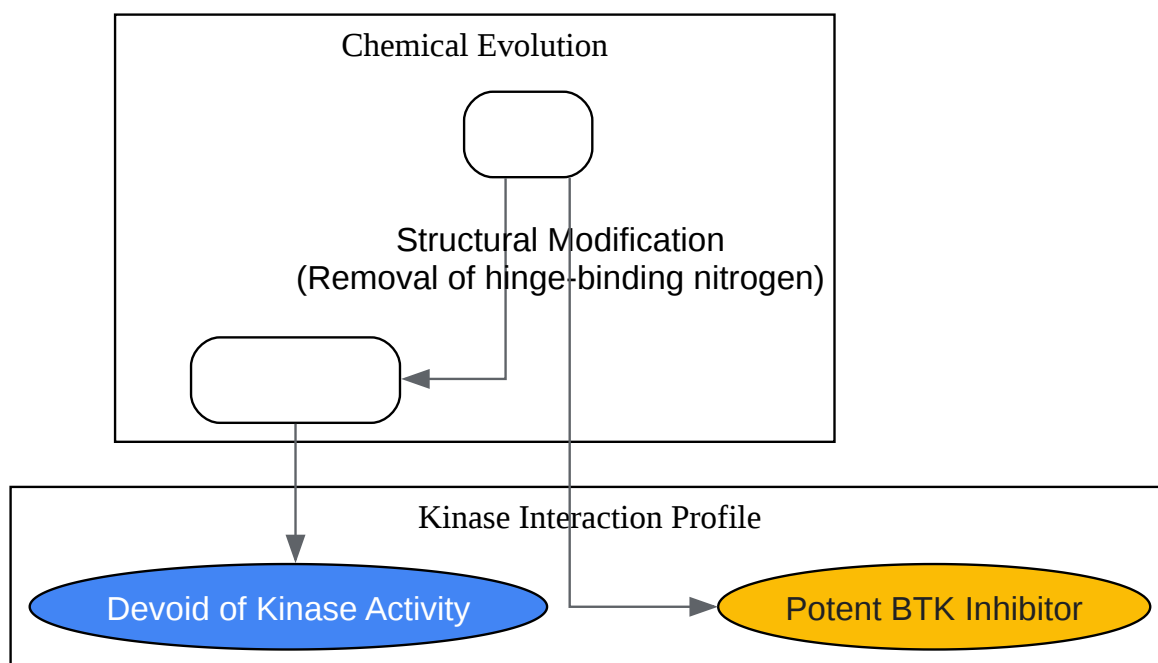 Chemical Evolution
Structural Modification
(Removal of hinge-binding nitrogen)
Kinase Interaction Profile
Devoid of Kinase Activity
Potent BTK Inhibitor